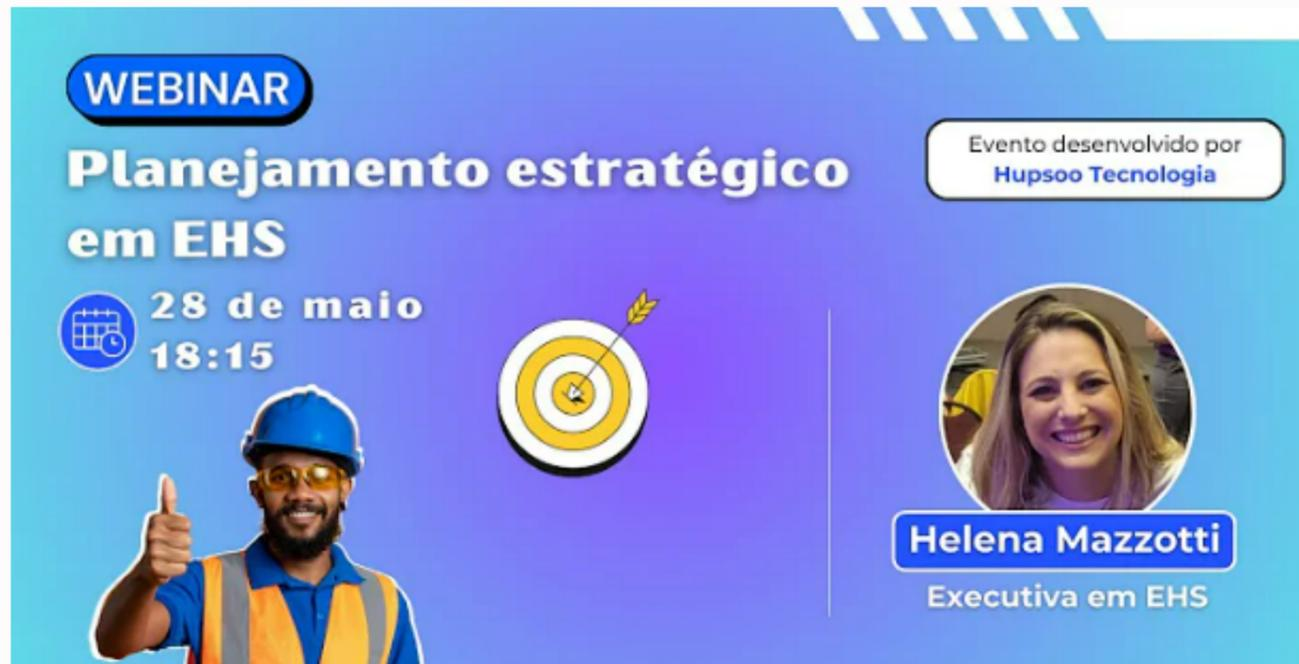 WEBINAR
Planejamento estratégico
em EHS
28 de maio
18:15
Evento desenvolvido por
Hupsoo Tecnologia
Helena Mazzotti
Executiva em EHS